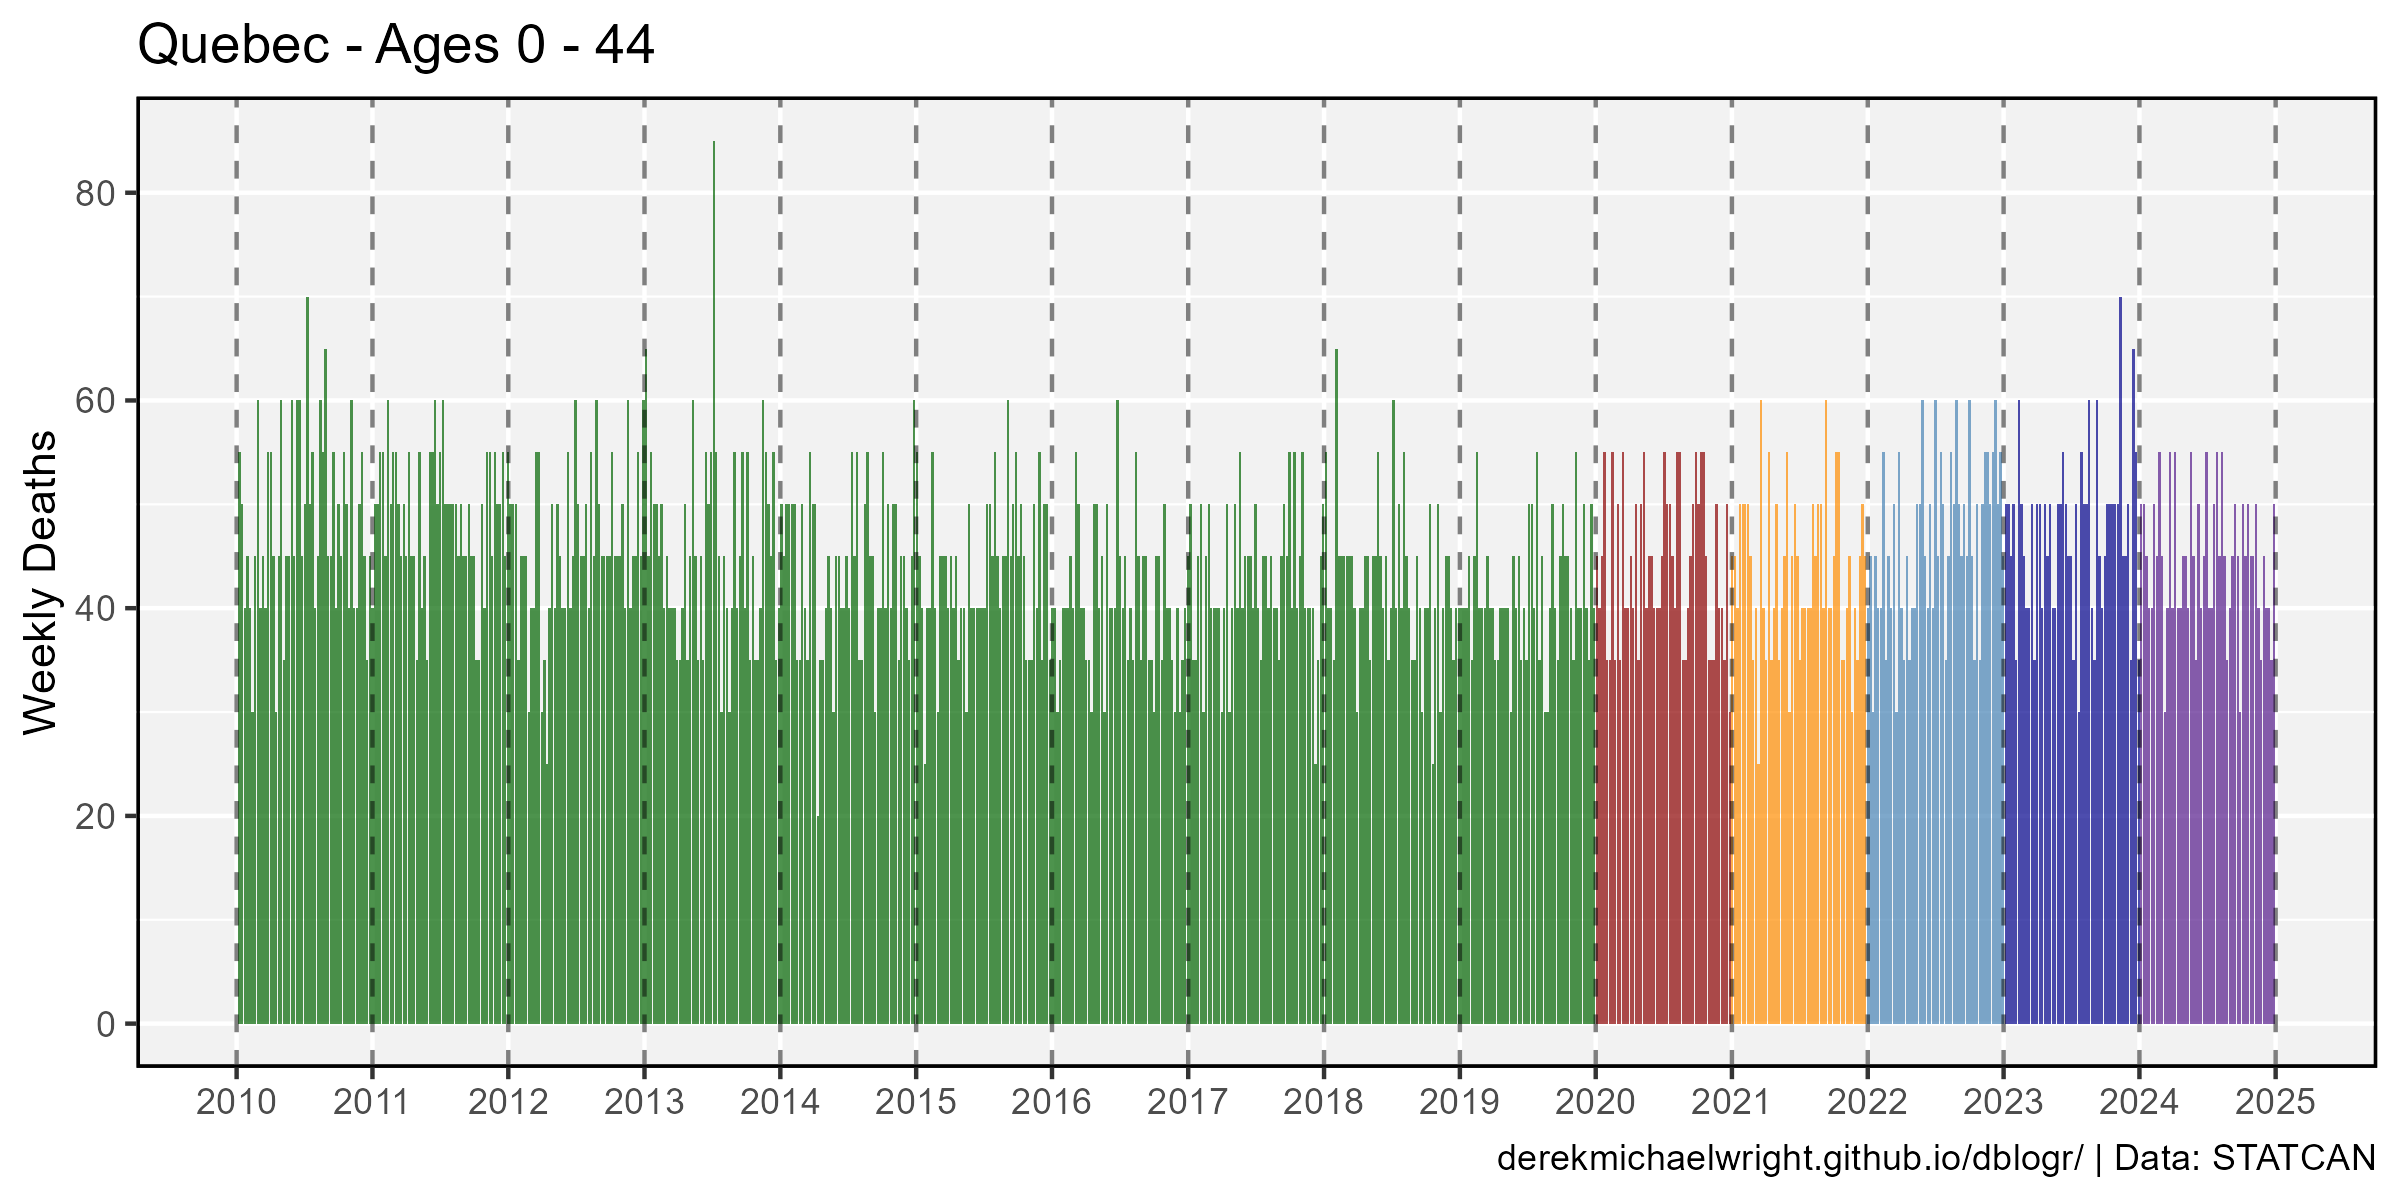 Quebec - Ages 0 - 44
Weekly Deaths
80
60
40
20
0
2010 2011 2012 2013 2014 2015 2016 2017 2018 2019 2020 2021 2022 2023 2024 2025
derekmichaelwright.github.io/dblogr/ | Data: STATCAN